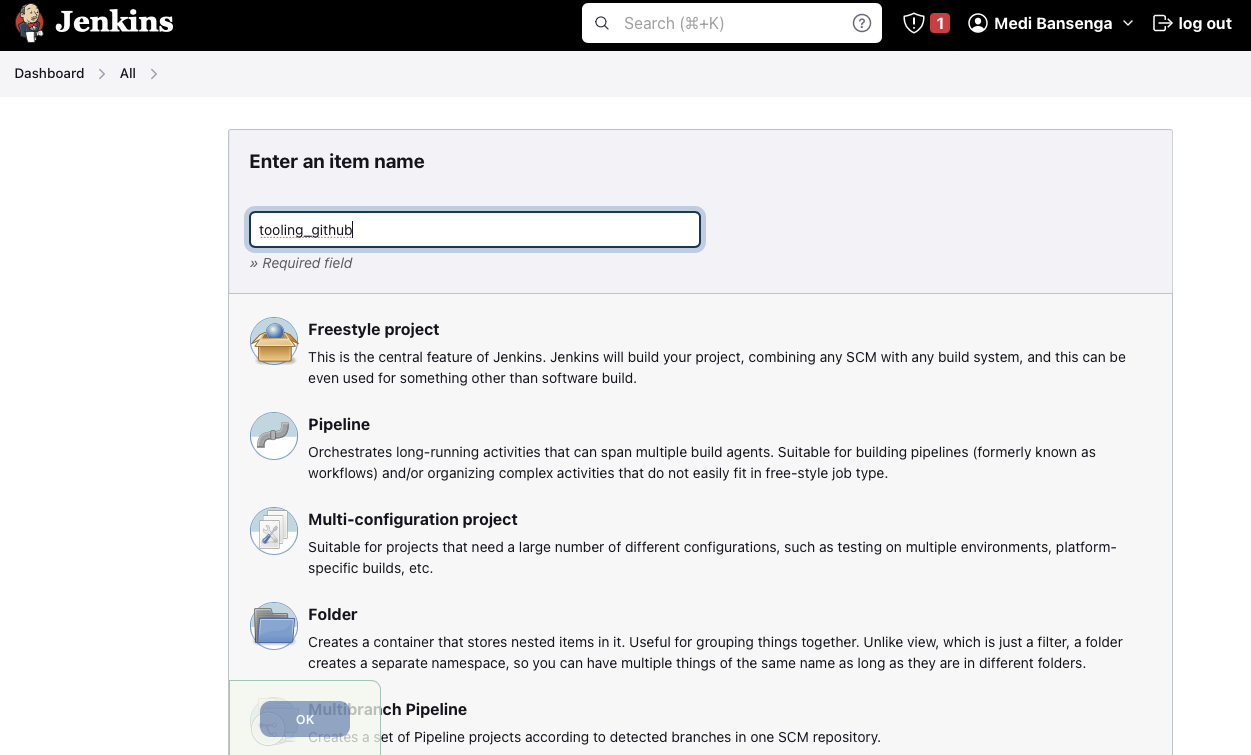 Jenkins
Search (⌘+K)
1
Medi Bansenga
log out
Dashboard
All
Enter an item name
tooling_github
» Required field
Freestyle project
This is the central feature of Jenkins. Jenkins will build your project, combining any SCM with any build system, and this can be
even used for something other than software build.
Pipeline
Orchestrates long-running activities that can span multiple build agents. Suitable for building pipelines (formerly known as
workflows) and/or organizing complex activities that do not easily fit in free-style job type.
Multi-configuration project
Suitable for projects that need a large number of different configurations, such as testing on multiple environments, platform-
specific builds, etc.
Folder
Creates a container that stores nested items in it. Useful for grouping things together. Unlike view, which is just a filter, a folder
creates a separate namespace, so you can have multiple things of the same name as long as they are in different folders.
Multibranch Pipeline
OK
Creates a set of Pipeline projects according to detected branches in one SCM repository.